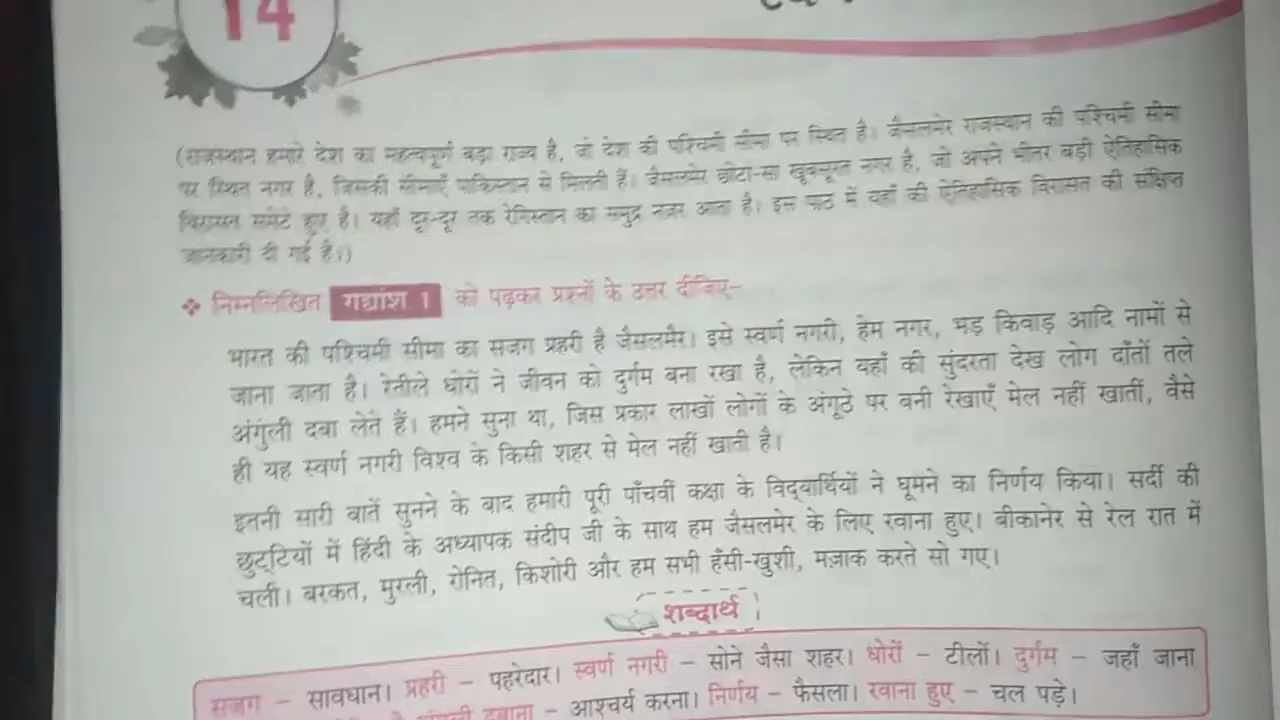 14
(राजस्थान हमारे देश का महत्वपूर्ण बड़ा राज्य है, जो देश की पश्चिमी सीमा पर स्थित है। जैसलमेर राजस्थान की पश्चिमी सीमा
पर स्थित नगर है, जिसकी सीमाएँ पाकिस्तान से मिलती हैं। जैसलमेर छोटा-सा खूबसूरत नगर है, जो अपने भीतर बड़ी ऐतिहासिक
विरासत समेटे हुए है। यहाँ दूर-दूर तक रेगिस्तान का समुद्र नज़र आता है। इस पाठ में यहाँ की ऐतिहासिक विरासत की संक्षिप्त
जानकारी दी गई है।)
❖ निम्नलिखित गद्यांश 1 को पढ़कर प्रश्नों के उत्तर दीजिए-
भारत की पश्चिमी सीमा का सजग प्रहरी है जैसलमेर। इसे स्वर्ण नगरी, हेम नगर, भड़ किवाड़ आदि नामों से
जाना जाता है। रेतीले धोरों ने जीवन को दुर्गम बना रखा है, लेकिन यहाँ की सुंदरता देख लोग दाँतों तले
अंगुली दबा लेते हैं। हमने सुना था, जिस प्रकार लाखों लोगों के अंगूठे पर बनी रेखाएँ मेल नहीं खातीं, वैसे
ही यह स्वर्ण नगरी विश्व के किसी शहर से मेल नहीं खाती है।
इतनी सारी बातें सुनने के बाद हमारी पूरी पाँचवीं कक्षा के विद्यार्थियों ने घूमने का निर्णय किया। सर्दी की
छुट्टियों में हिंदी के अध्यापक संदीप जी के साथ हम जैसलमेर के लिए रवाना हुए। बीकानेर से रेल रात में
चली। बरकत, मुरली, रोनित, किशोरी और हम सभी हँसी-खुशी, मज़ाक करते सो गए।
शब्दार्थ
सजग – सावधान। प्रहरी – पहरेदार। स्वर्ण नगरी – सोने जैसा शहर। धोरों – टीलों। दुर्गम – जहाँ जाना
अंगुली दबाना – आश्चर्य करना। निर्णय – फैसला। रवाना हुए – चल पड़े।